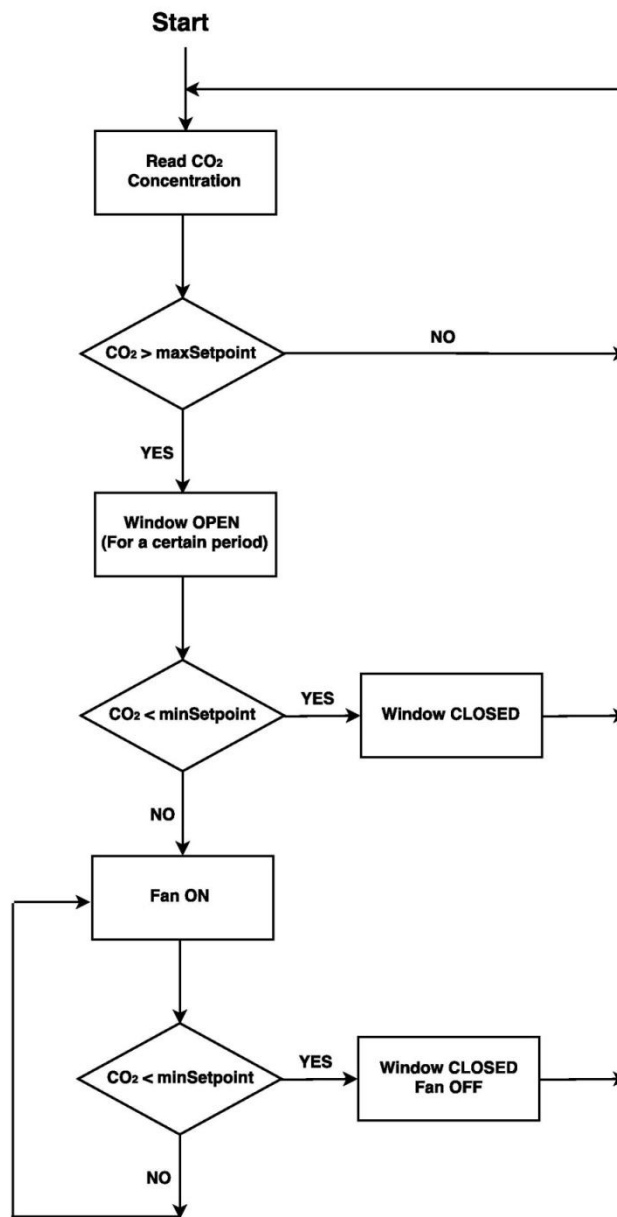 Start
Read CO₂
Concentration
CO₂ > maxSetpoint
NO
YES
Window OPEN
(For a certain period)
CO₂ < minSetpoint
YES
Window CLOSED
NO
Fan ON
CO₂ < minSetpoint
YES
Window CLOSED
Fan OFF
NO